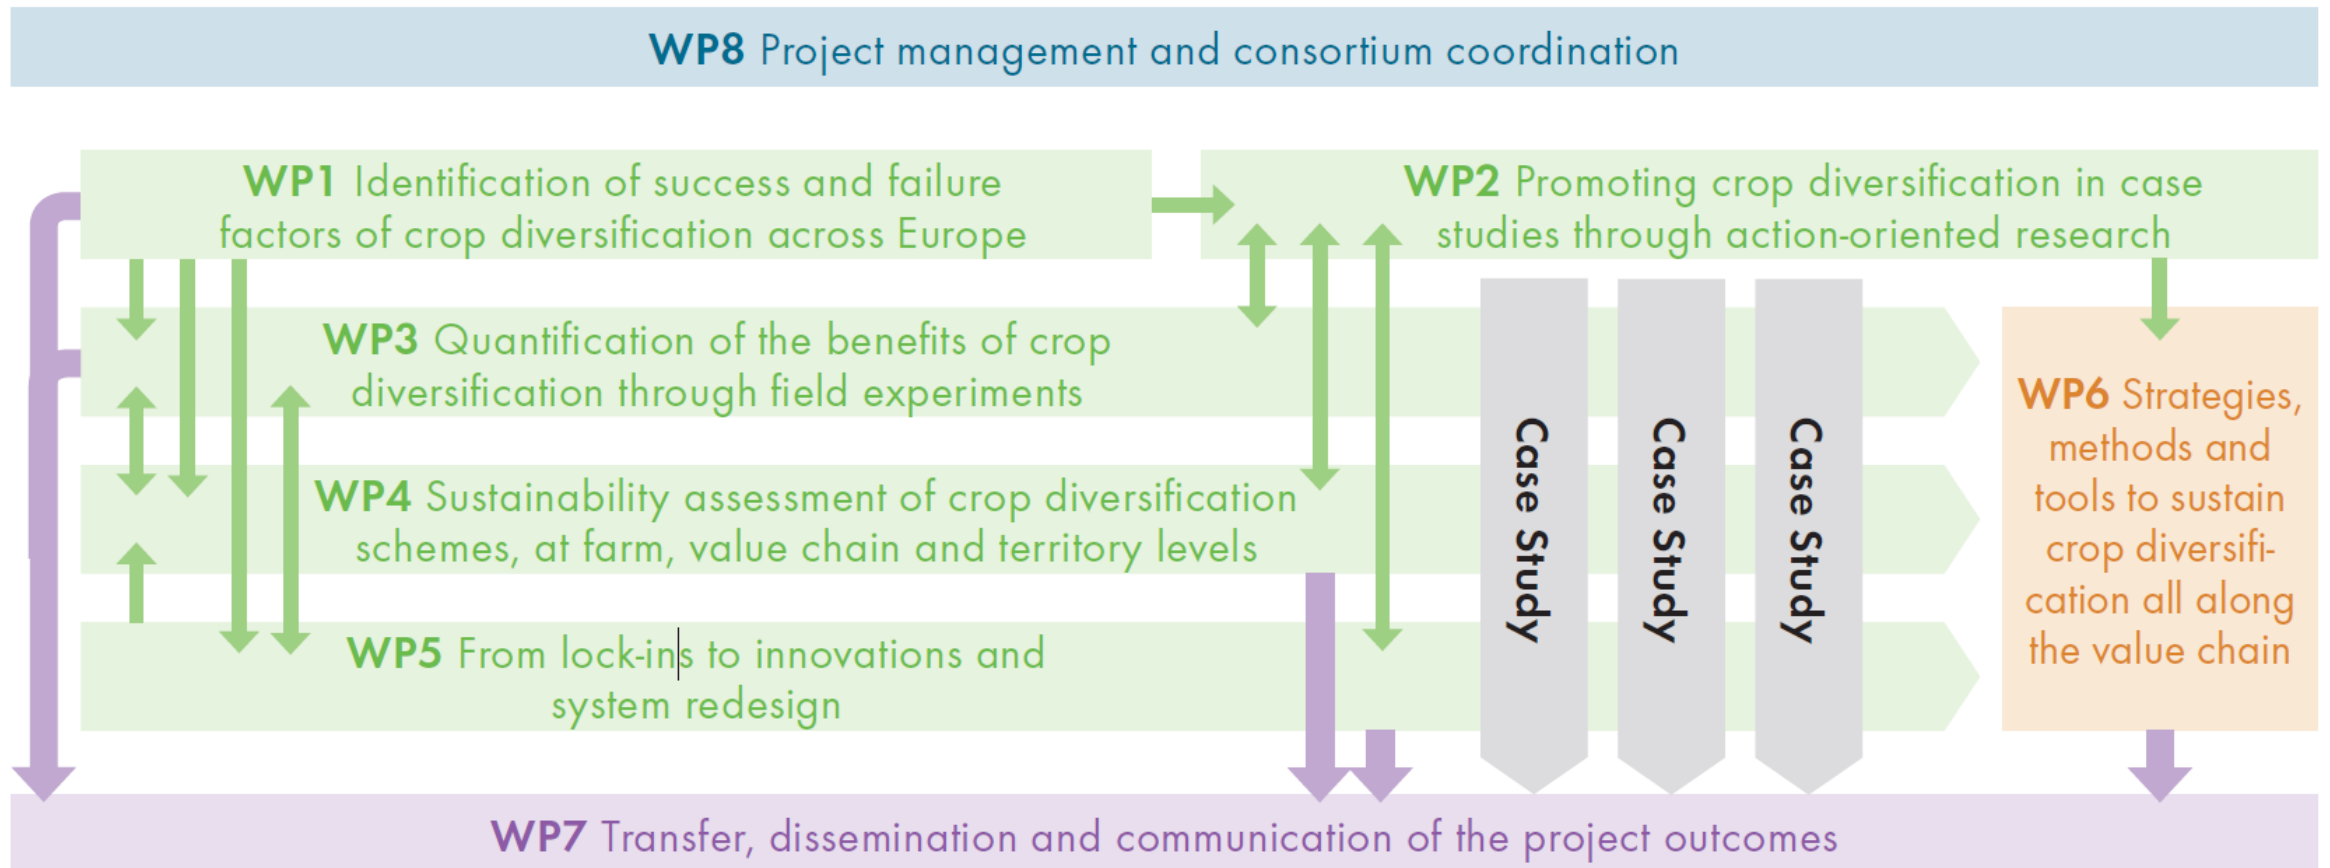 WP8 Project management and consortium coordination
WP1 Identification of success and failure
factors of crop diversification across Europe
WP2 Promoting crop diversification in case
studies through action-oriented research
WP3 Quantification of the benefits of crop
diversification through field experiments
WP4 Sustainability assessment of crop diversification
schemes, at farm, value chain and territory levels
WP5 From lock-ins to innovations and
system redesign
Case Study
Case Study
Case Study
WP6 Strategies,
methods and
tools to sustain
crop diversifi-
cation all along
the value chain
WP7 Transfer, dissemination and communication of the project outcomes